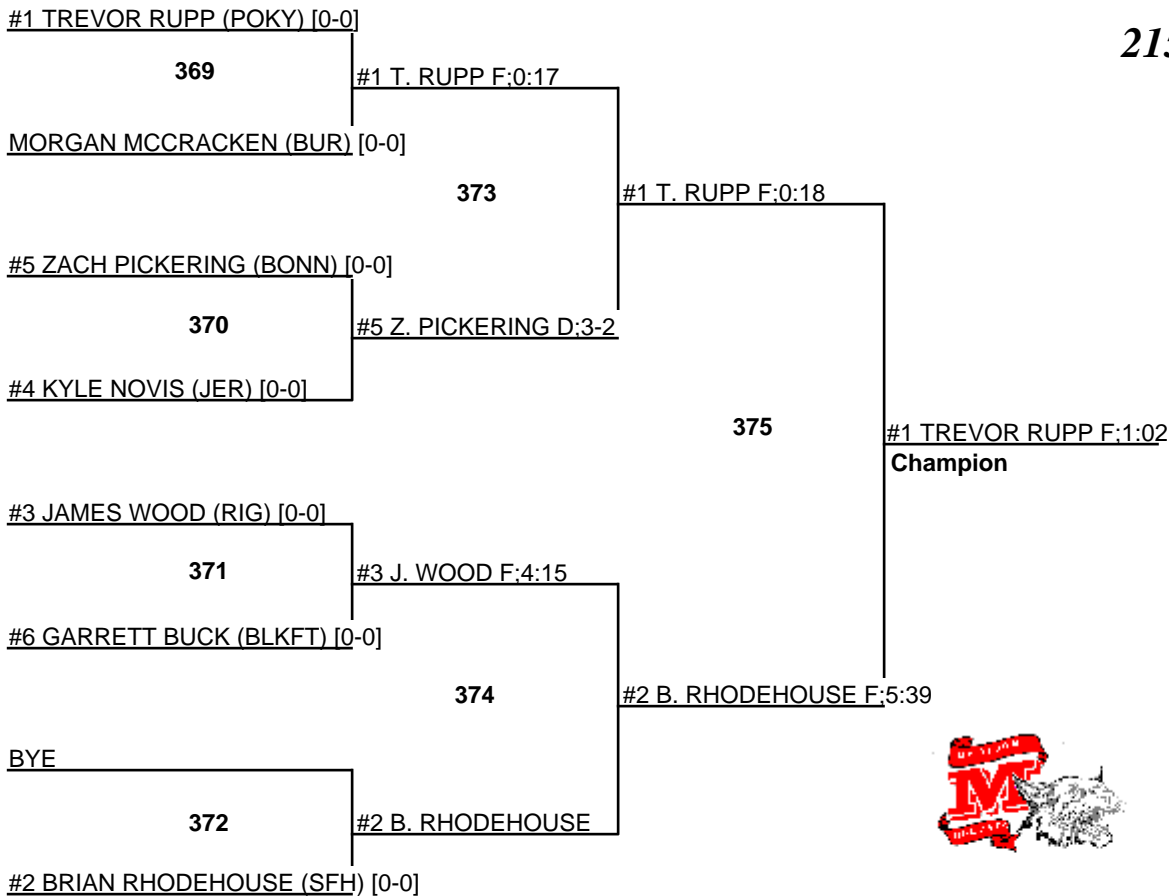 #1 TREVOR RUPP (POKY) [0-0]
215
369
#1 T. RUPP F;0:17
MORGAN MCCRACKEN (BUR) [0-0]
373
#1 T. RUPP F;0:18
#5 ZACH PICKERING (BONN) [0-0]
370
#5 Z. PICKERING D;3-2
#4 KYLE NOVIS (JER) [0-0]
375
#1 TREVOR RUPP F;1:02
Champion
#3 JAMES WOOD (RIG) [0-0]
371
#3 J. WOOD F;4:15
#6 GARRETT BUCK (BLKFT) [0-0]
374
#2 B. RHODEHOUSE F;5:39
BYE
M
372
#2 B. RHODEHOUSE
#2 BRIAN RHODEHOUSE (SFH) [0-0]